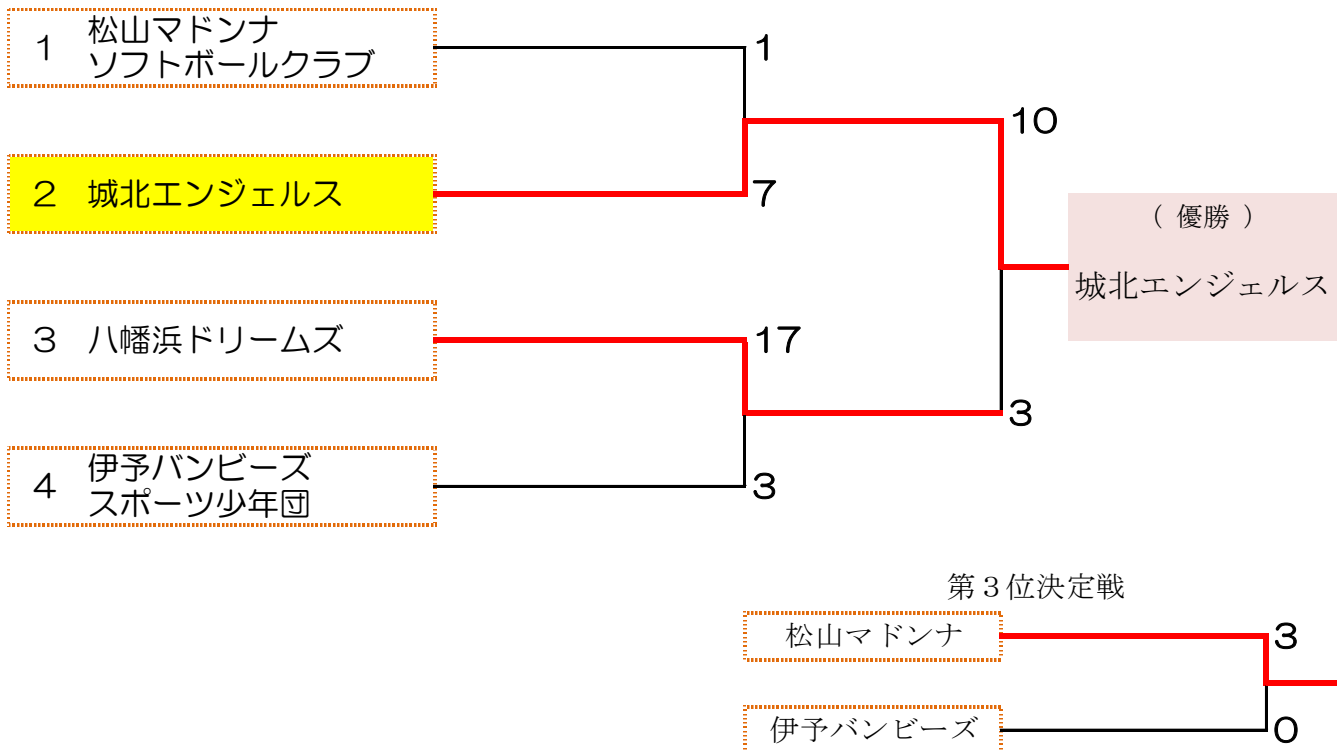 1 松山マドンナ
ソフトボールクラブ
1
10
2 城北エンジェルス
7
( 優勝 )
城北エンジェルス
3 八幡浜ドリームズ
17
3
4 伊予バンビーズ
スポーツ少年団
3
第3位決定戦
松山マドンナ
3
伊予バンビーズ
0